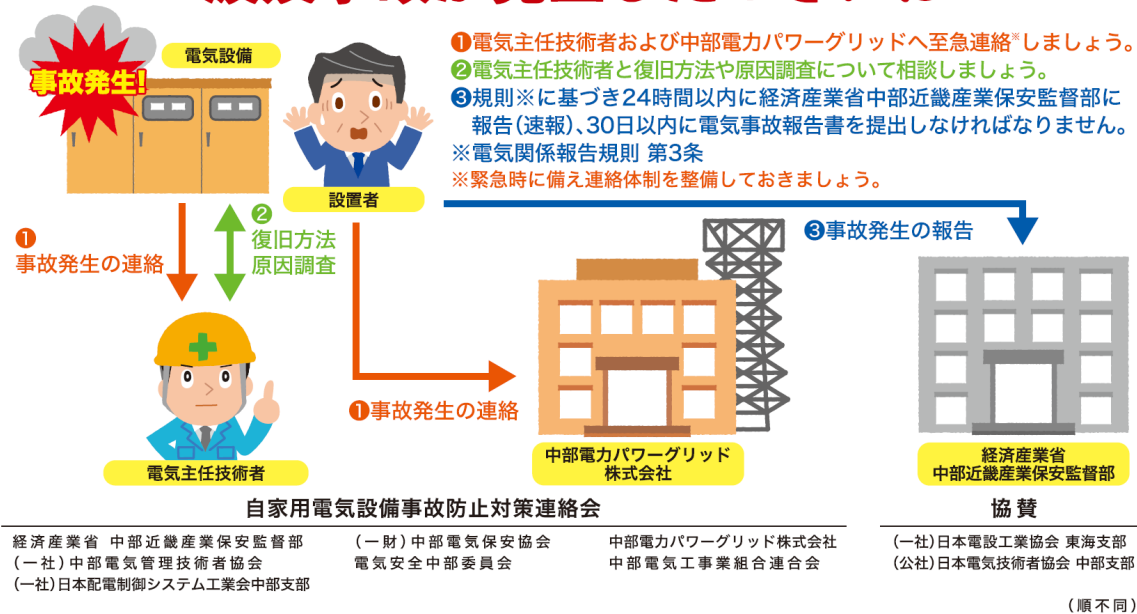 事故発生!
電気設備
設置者
❶電気主任技術者および中部電力パワーグリッドへ至急連絡※しましょう。
❷電気主任技術者と復旧方法や原因調査について相談しましょう。
❸規則※に基づき24時間以内に経済産業省中部近畿産業保安監督部に
報告(速報)、30日以内に電気事故報告書を提出しなければなりません。
※電気関係報告規則 第3条
※緊急時に備え連絡体制を整備しておきましょう。
❶
事故発生の連絡
❷
復旧方法
原因調査
❸事故発生の報告
❶事故発生の連絡
電気主任技術者
中部電力パワーグリッド
株式会社
経済産業省
中部近畿産業保安監督部
自家用電気設備事故防止対策連絡会
経済産業省 中部近畿産業保安監督部
(一社)中部電気管理技術者協会
(一社)日本配電制御システム工業会中部支部
(一財)中部電気保安協会
電気安全中部委員会
中部電力パワーグリッド株式会社
中部電気工事業組合連合会
協賛
(一社)日本電設工業協会 東海支部
(公社)日本電気技術者協会 中部支部
(順不同)